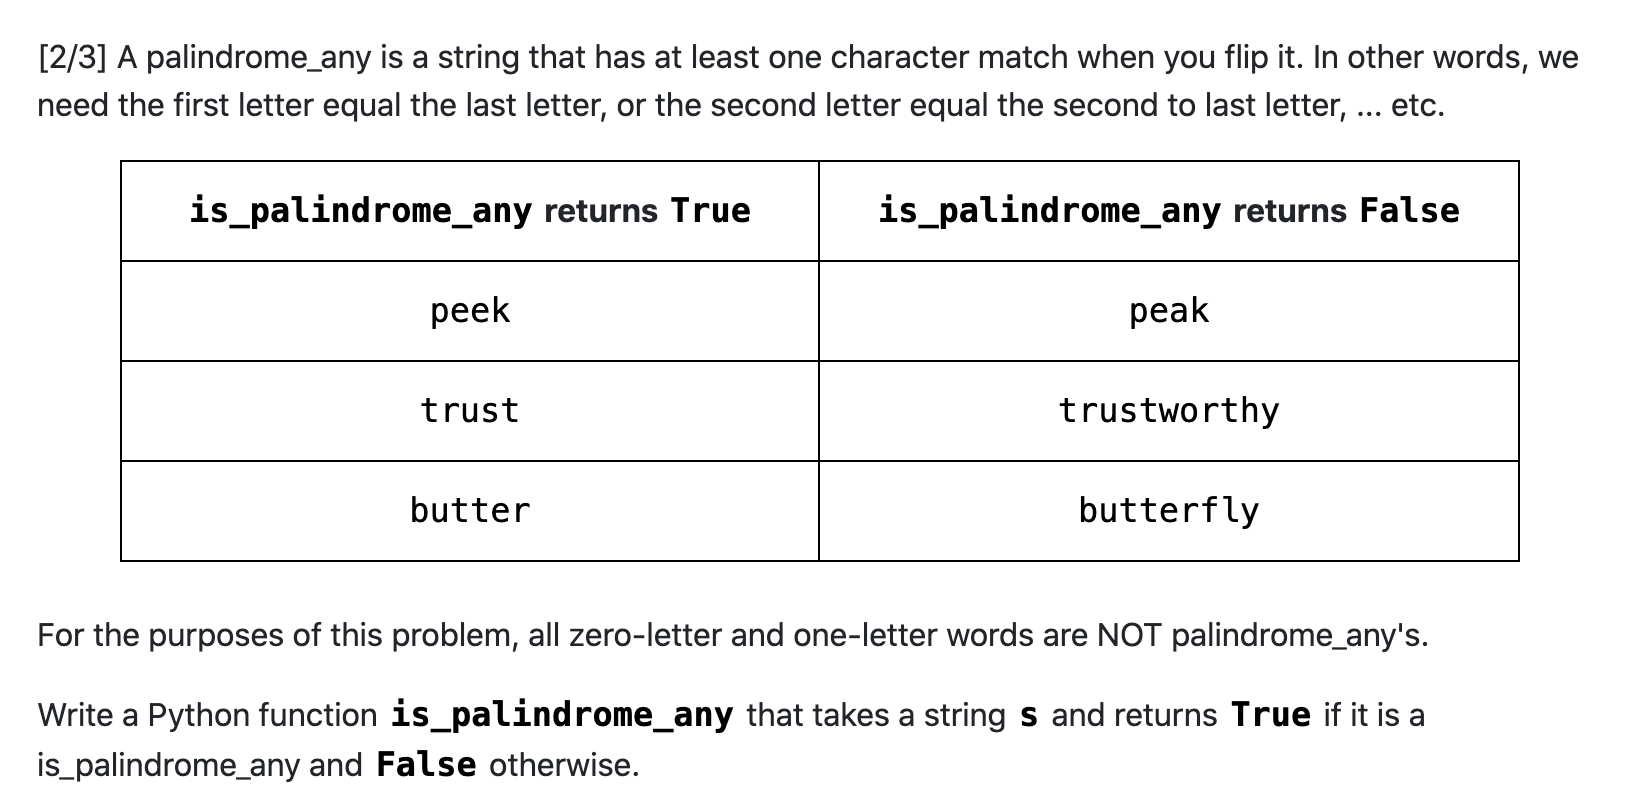 [2/3] A palindrome_any is a string that has at least one character match when you flip it. In other words, we
need the first letter equal the last letter, or the second letter equal the second to last letter, ... etc.
is_palindrome_any returns True
is_palindrome_any returns False
peek
peak
trust
trustworthy
butter
butterfly
For the purposes of this problem, all zero-letter and one-letter words are NOT palindrome_any's.
Write a Python function is_palindrome_any that takes a string s and returns True if it is a
is_palindrome_any and False otherwise.